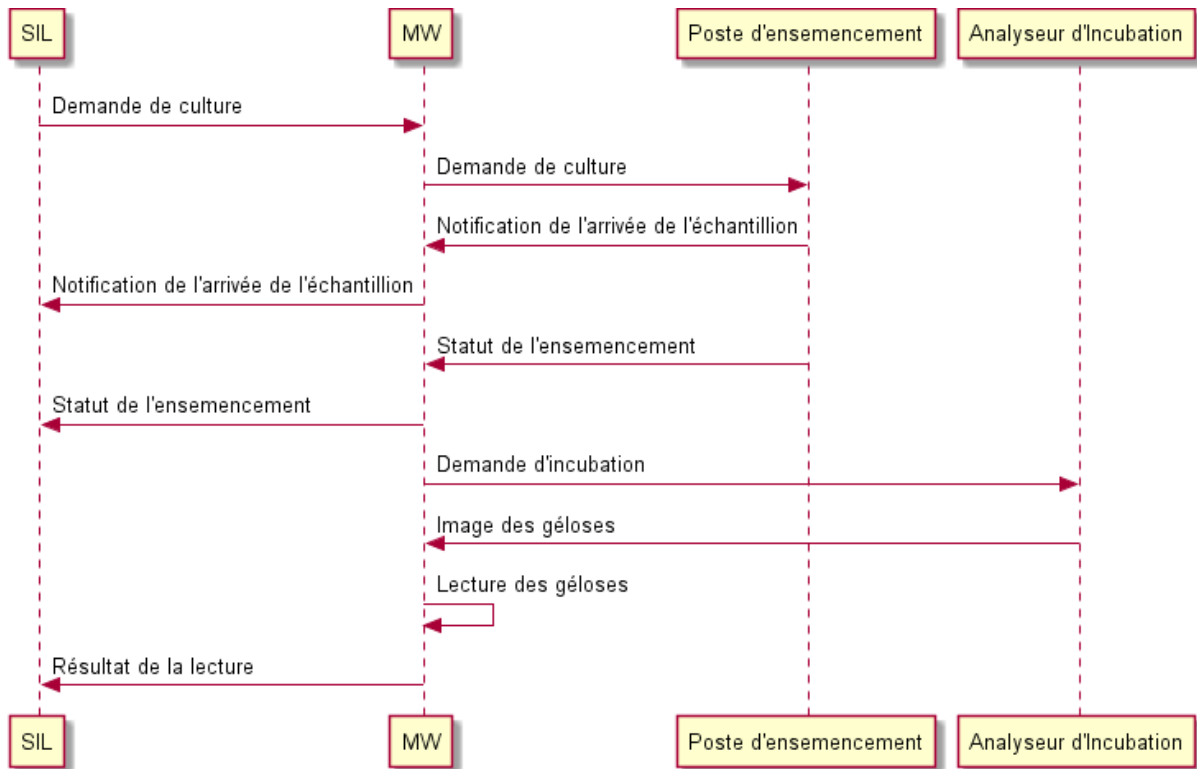 SIL
MW
Poste d'ensemencement
Analyseur d'Incubation
Demande de culture
Demande de culture
Notification de l'arrivée de l'échantillion
Notification de l'arrivée de l'échantillion
Statut de l'ensemencement
Statut de l'ensemencement
Demande d'incubation
Image des géloses
Lecture des géloses
Résultat de la lecture
SIL
MW
Poste d'ensemencement
Analyseur d'Incubation